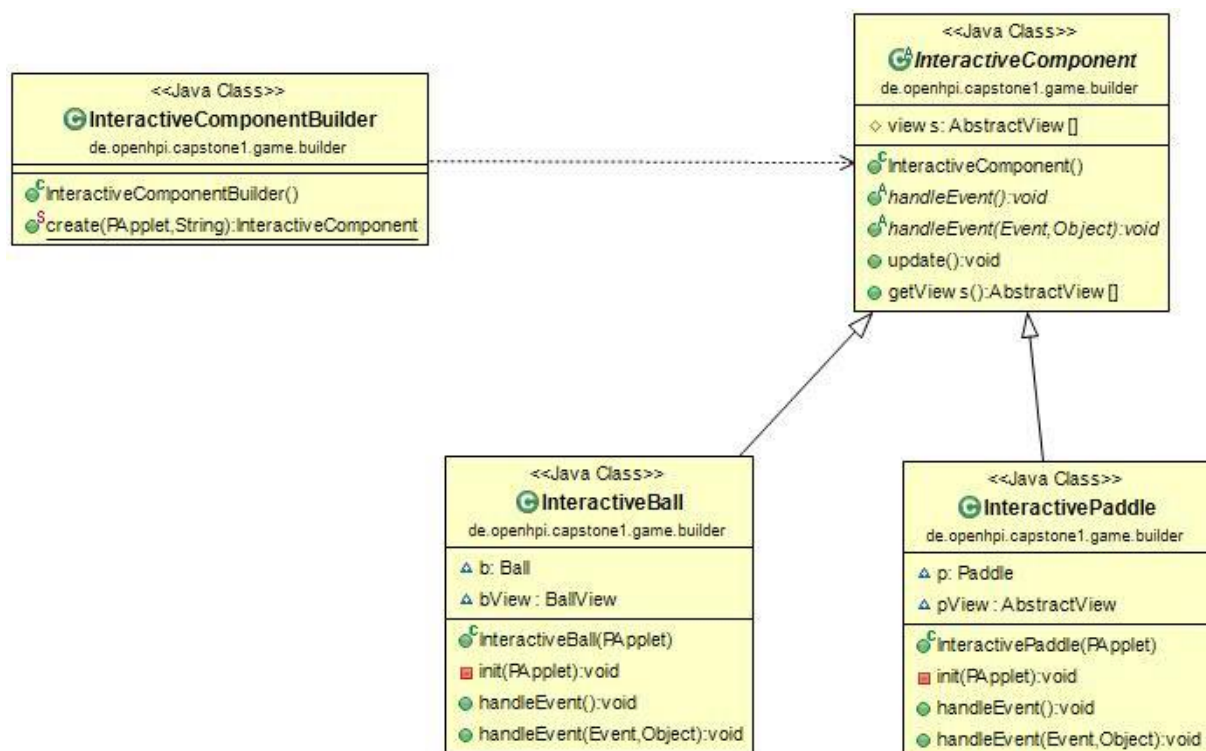 <<Java Class>>
InteractiveComponentBuilder
de.openhpi.capstone1.game.builder
InteractiveComponentBuilder()
create(PApplet,String):InteractiveComponent
<<Java Class>>
InteractiveComponent
de.openhpi.capstone1.game.builder
views: AbstractView[]
InteractiveComponent()
handleEvent():void
handleEvent(Event,Object):void
update():void
getViews():AbstractView[]
<<Java Class>>
InteractiveBall
de.openhpi.capstone1.game.builder
b: Ball
bView: BallView
InteractiveBall(PApplet)
init(PApplet):void
handleEvent():void
handleEvent(Event,Object):void
<<Java Class>>
InteractivePaddle
de.openhpi.capstone1.game.builder
p: Paddle
pView: AbstractView
InteractivePaddle(PApplet)
init(PApplet):void
handleEvent():void
handleEvent(Event,Object):void